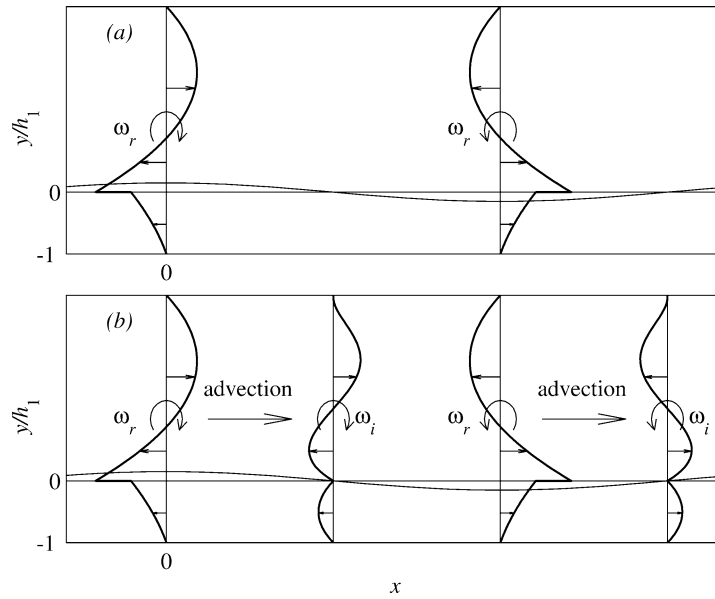 (a)
y/h₁
ωᵣ ωᵣ
0
-1
0
(b)
y/h₁
advection advection
ωᵣ ωᵢ ωᵣ ωᵢ
0
-1
0
x